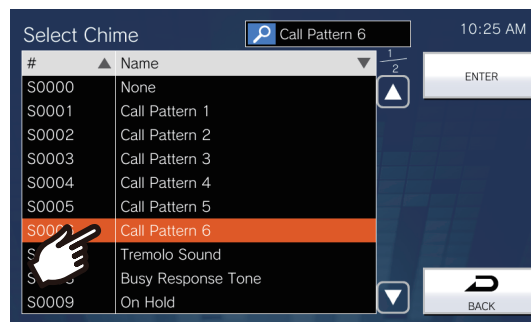 Select Chime
Call Pattern 6
10:25 AM
# Name
1
2
ENTER
S0000 None
S0001 Call Pattern 1
S0002 Call Pattern 2
S0003 Call Pattern 3
S0004 Call Pattern 4
S0005 Call Pattern 5
Call Pattern 6
Tremolo Sound
Busy Response Tone
S0009 On Hold
BACK